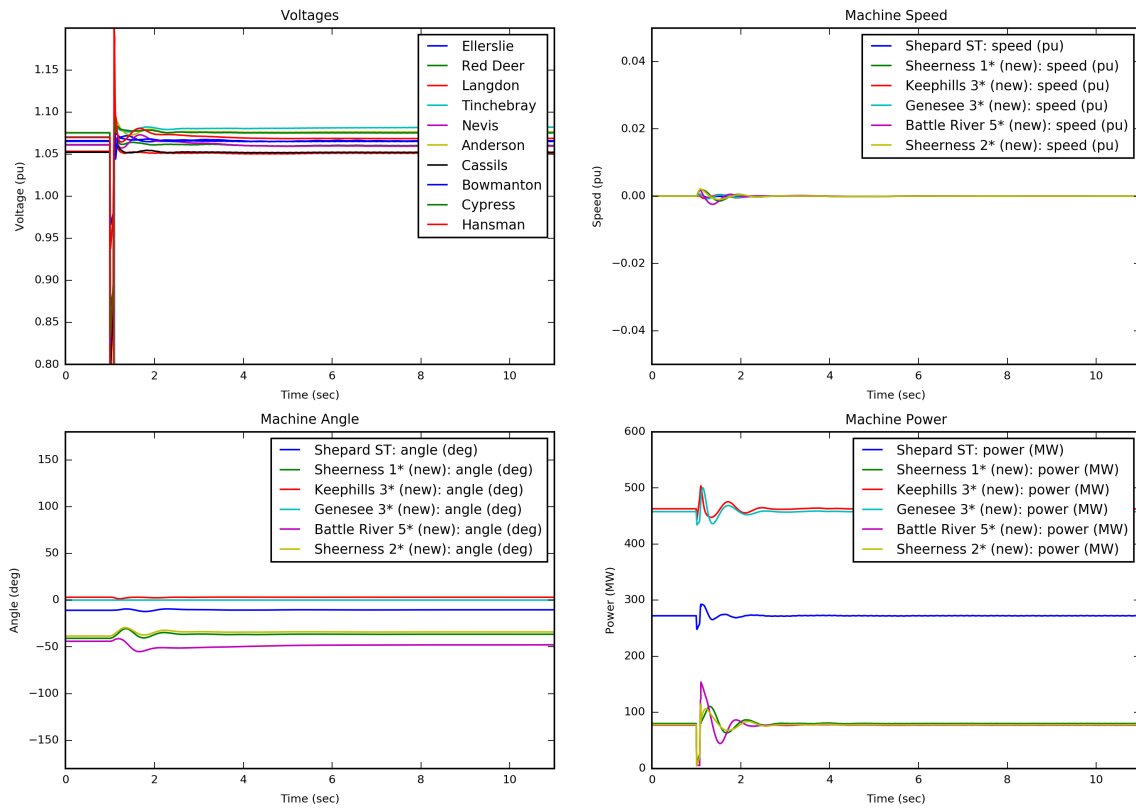 Voltages
1.15
1.10
1.05
1.00
0.95
0.90
0.85
0.80
Voltage (pu)
0 2 4 6 8 10
Time (sec)
Ellerslie
Red Deer
Langdon
Tinchebray
Nevis
Anderson
Cassils
Bowmanton
Cypress
Hansman
Machine Speed
0.04
0.02
0.00
−0.02
−0.04
Speed (pu)
0 2 4 6 8 10
Time (sec)
Shepard ST: speed (pu)
Sheerness 1* (new): speed (pu)
Keephills 3* (new): speed (pu)
Genesee 3* (new): speed (pu)
Battle River 5* (new): speed (pu)
Sheerness 2* (new): speed (pu)
Machine Angle
150
100
50
0
−50
−100
−150
Angle (deg)
0 2 4 6 8 10
Time (sec)
Shepard ST: angle (deg)
Sheerness 1* (new): angle (deg)
Keephills 3* (new): angle (deg)
Genesee 3* (new): angle (deg)
Battle River 5* (new): angle (deg)
Sheerness 2* (new): angle (deg)
Machine Power
600
500
400
300
200
100
0
Power (MW)
0 2 4 6 8 10
Time (sec)
Shepard ST: power (MW)
Sheerness 1* (new): power (MW)
Keephills 3* (new): power (MW)
Genesee 3* (new): power (MW)
Battle River 5* (new): power (MW)
Sheerness 2* (new): power (MW)